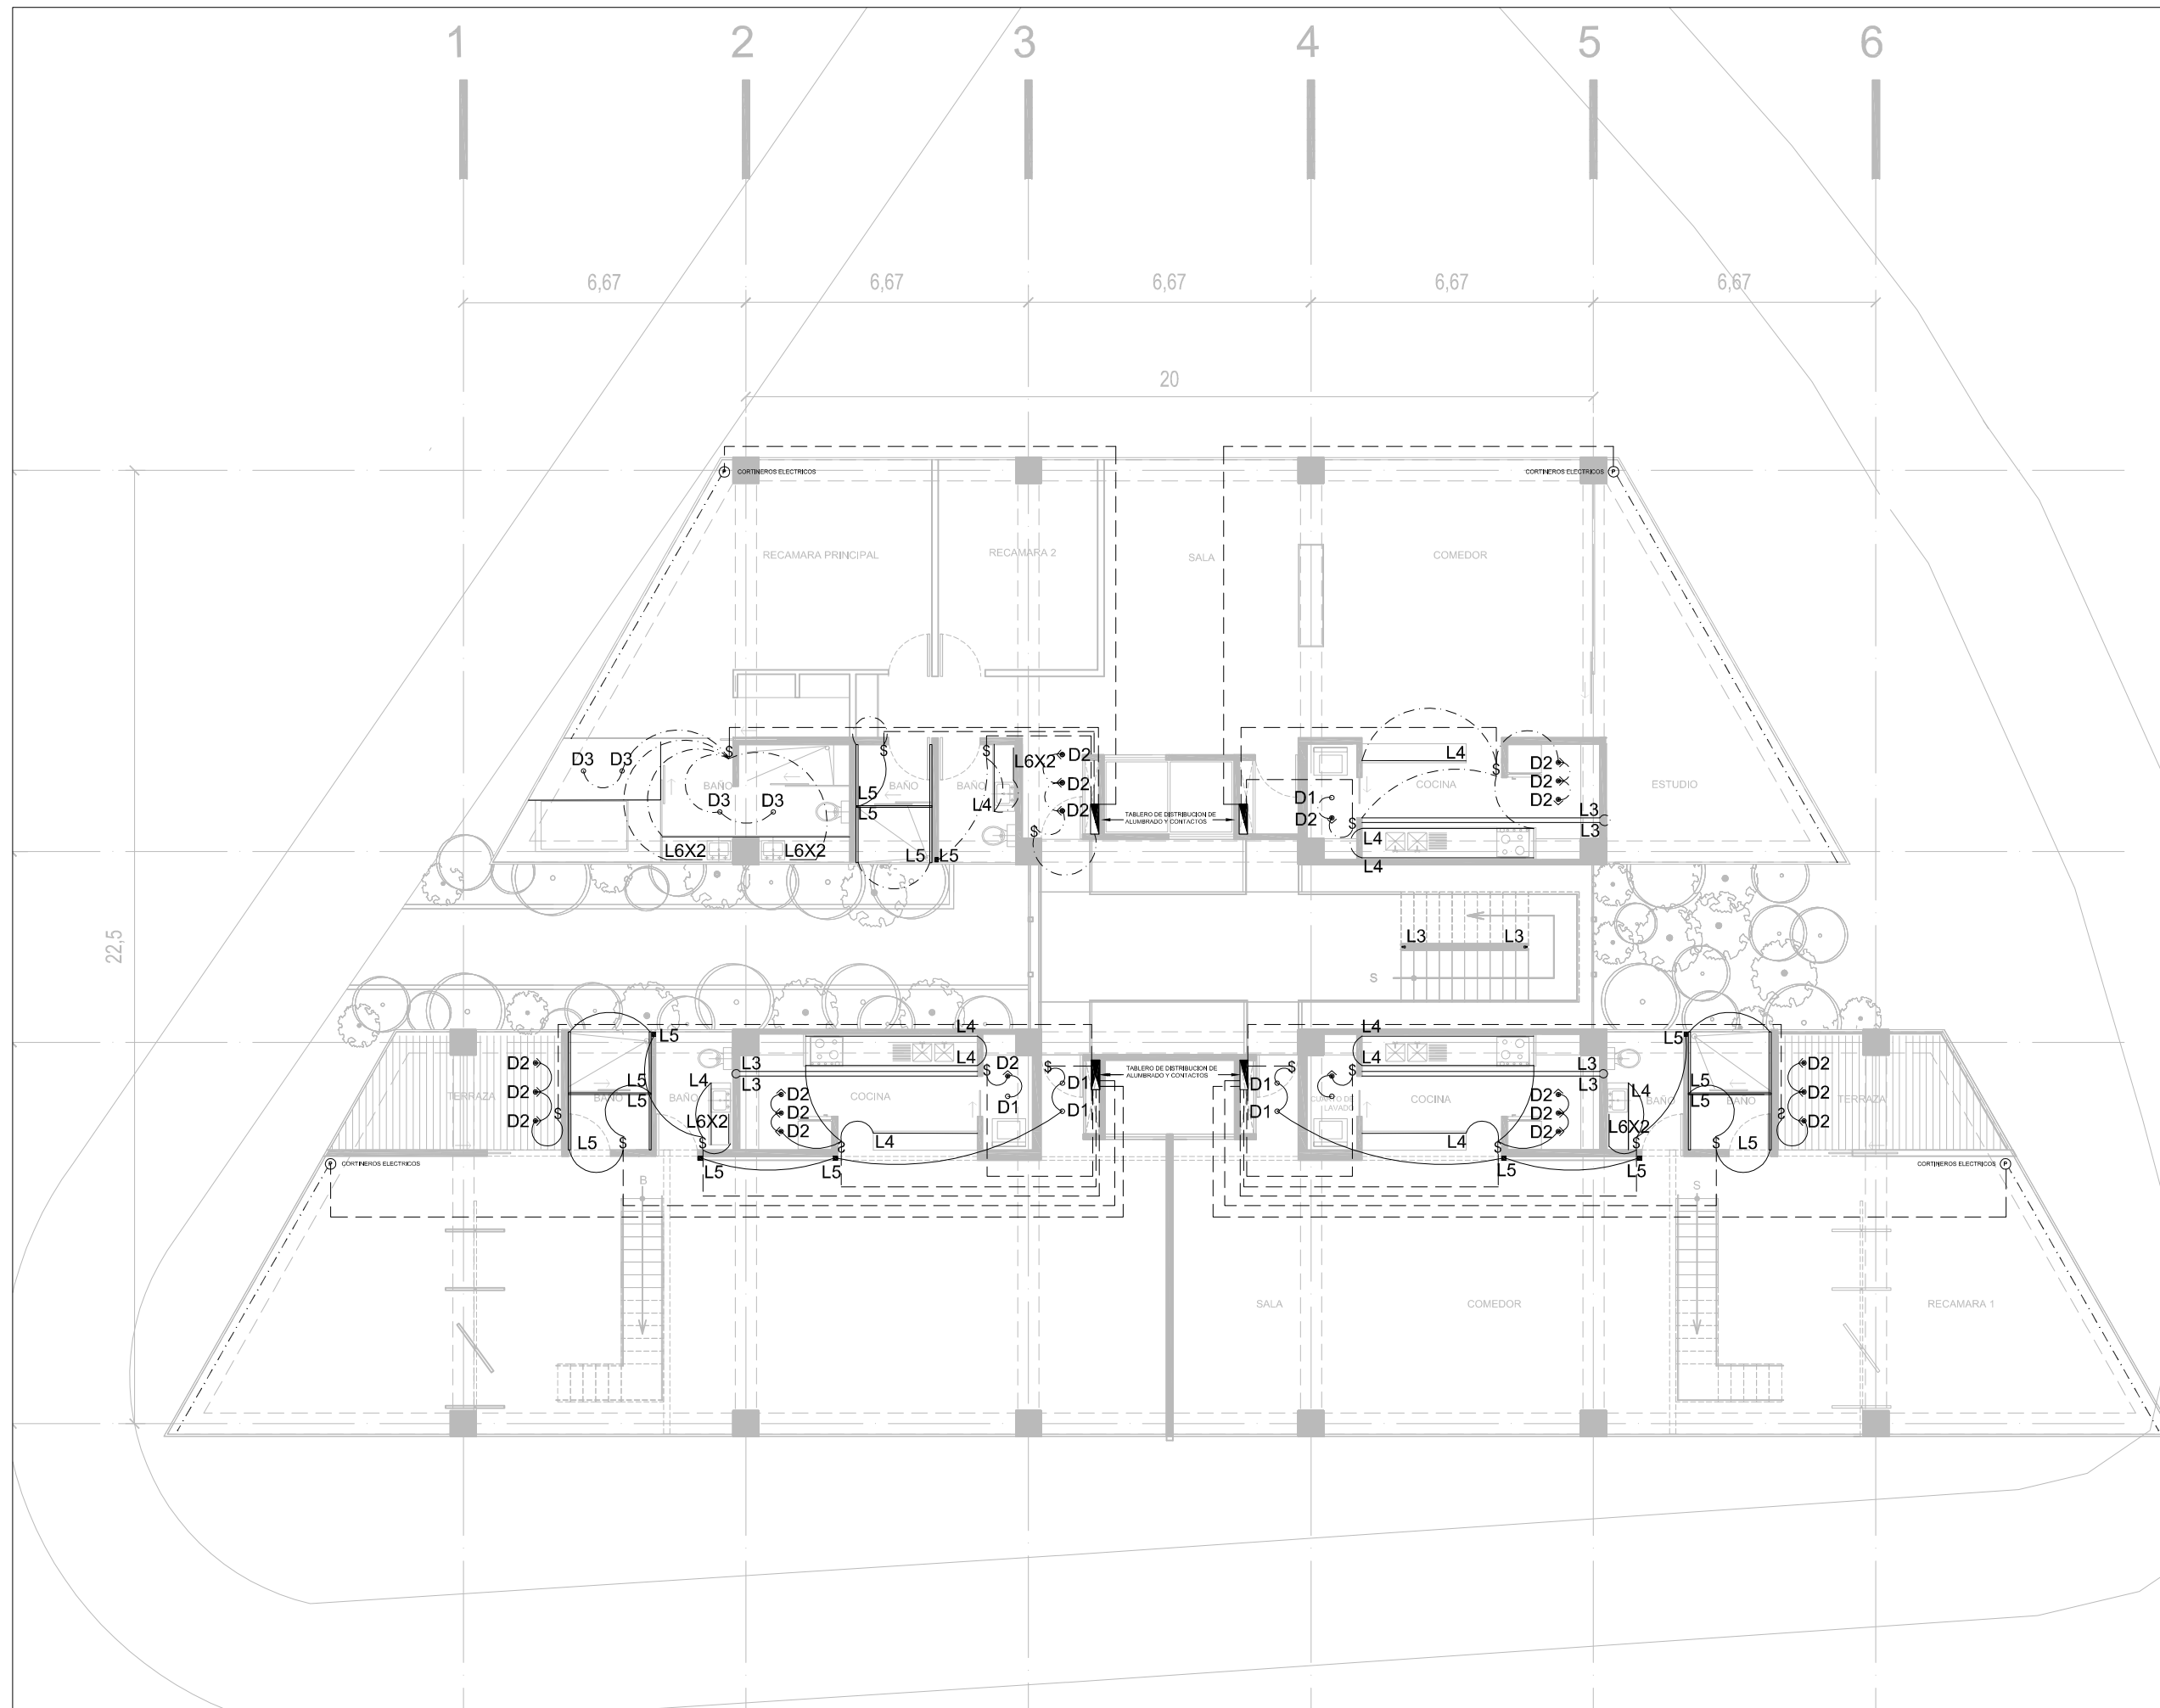 1 2 3 4 5 6
6,67 6,67 6,67 6,67 6,67
20
22,5
CORTINEROS ELECTRICOS
CORTINEROS ELECTRICOS
P
P
RECAMARA PRINCIPAL
RECAMARA 2
SALA
COMEDOR
D3 D3
$
BAÑO
D3 D3
L6X2
L6X2
$
BAÑO
L5
L5
L5
L5
$
BAÑO
L6X2
L4
D2
D2
D2
$
TABLERO DE DISTRIBUCION DE
ALUMBRADO Y CONTACTOS
D1
D2
$
L4
COCINA
$
D2
D2
D2
L3
L3
L4
L4
ESTUDIO
L3 L3
S
L5
L4
L4
L4
L4
L5
D2
D2
D2
TERRAZA
$
L5
L5
BAÑO
L5
$
L4
BAÑO
L6X2
$
L3
L3
D2
D2
D2
COCINA
L4
$
$
D2
D1
$
D1
D1
TABLERO DE DISTRIBUCION DE
ALUMBRADO Y CONTACTOS
$
D1
D1
$
CUARTO DE
LAVADO
COCINA
L4
L3
L3
D2
D2
D2
$
L4
BAÑO
L6X2
$
L5
L5
BAÑO
$
L5
$
D2
D2
D2
TERRAZA
L5
L5
L5
L5
P
CORTINEROS ELECTRICOS
CORTINEROS ELECTRICOS
P
B
S
SALA
COMEDOR
RECAMARA 1